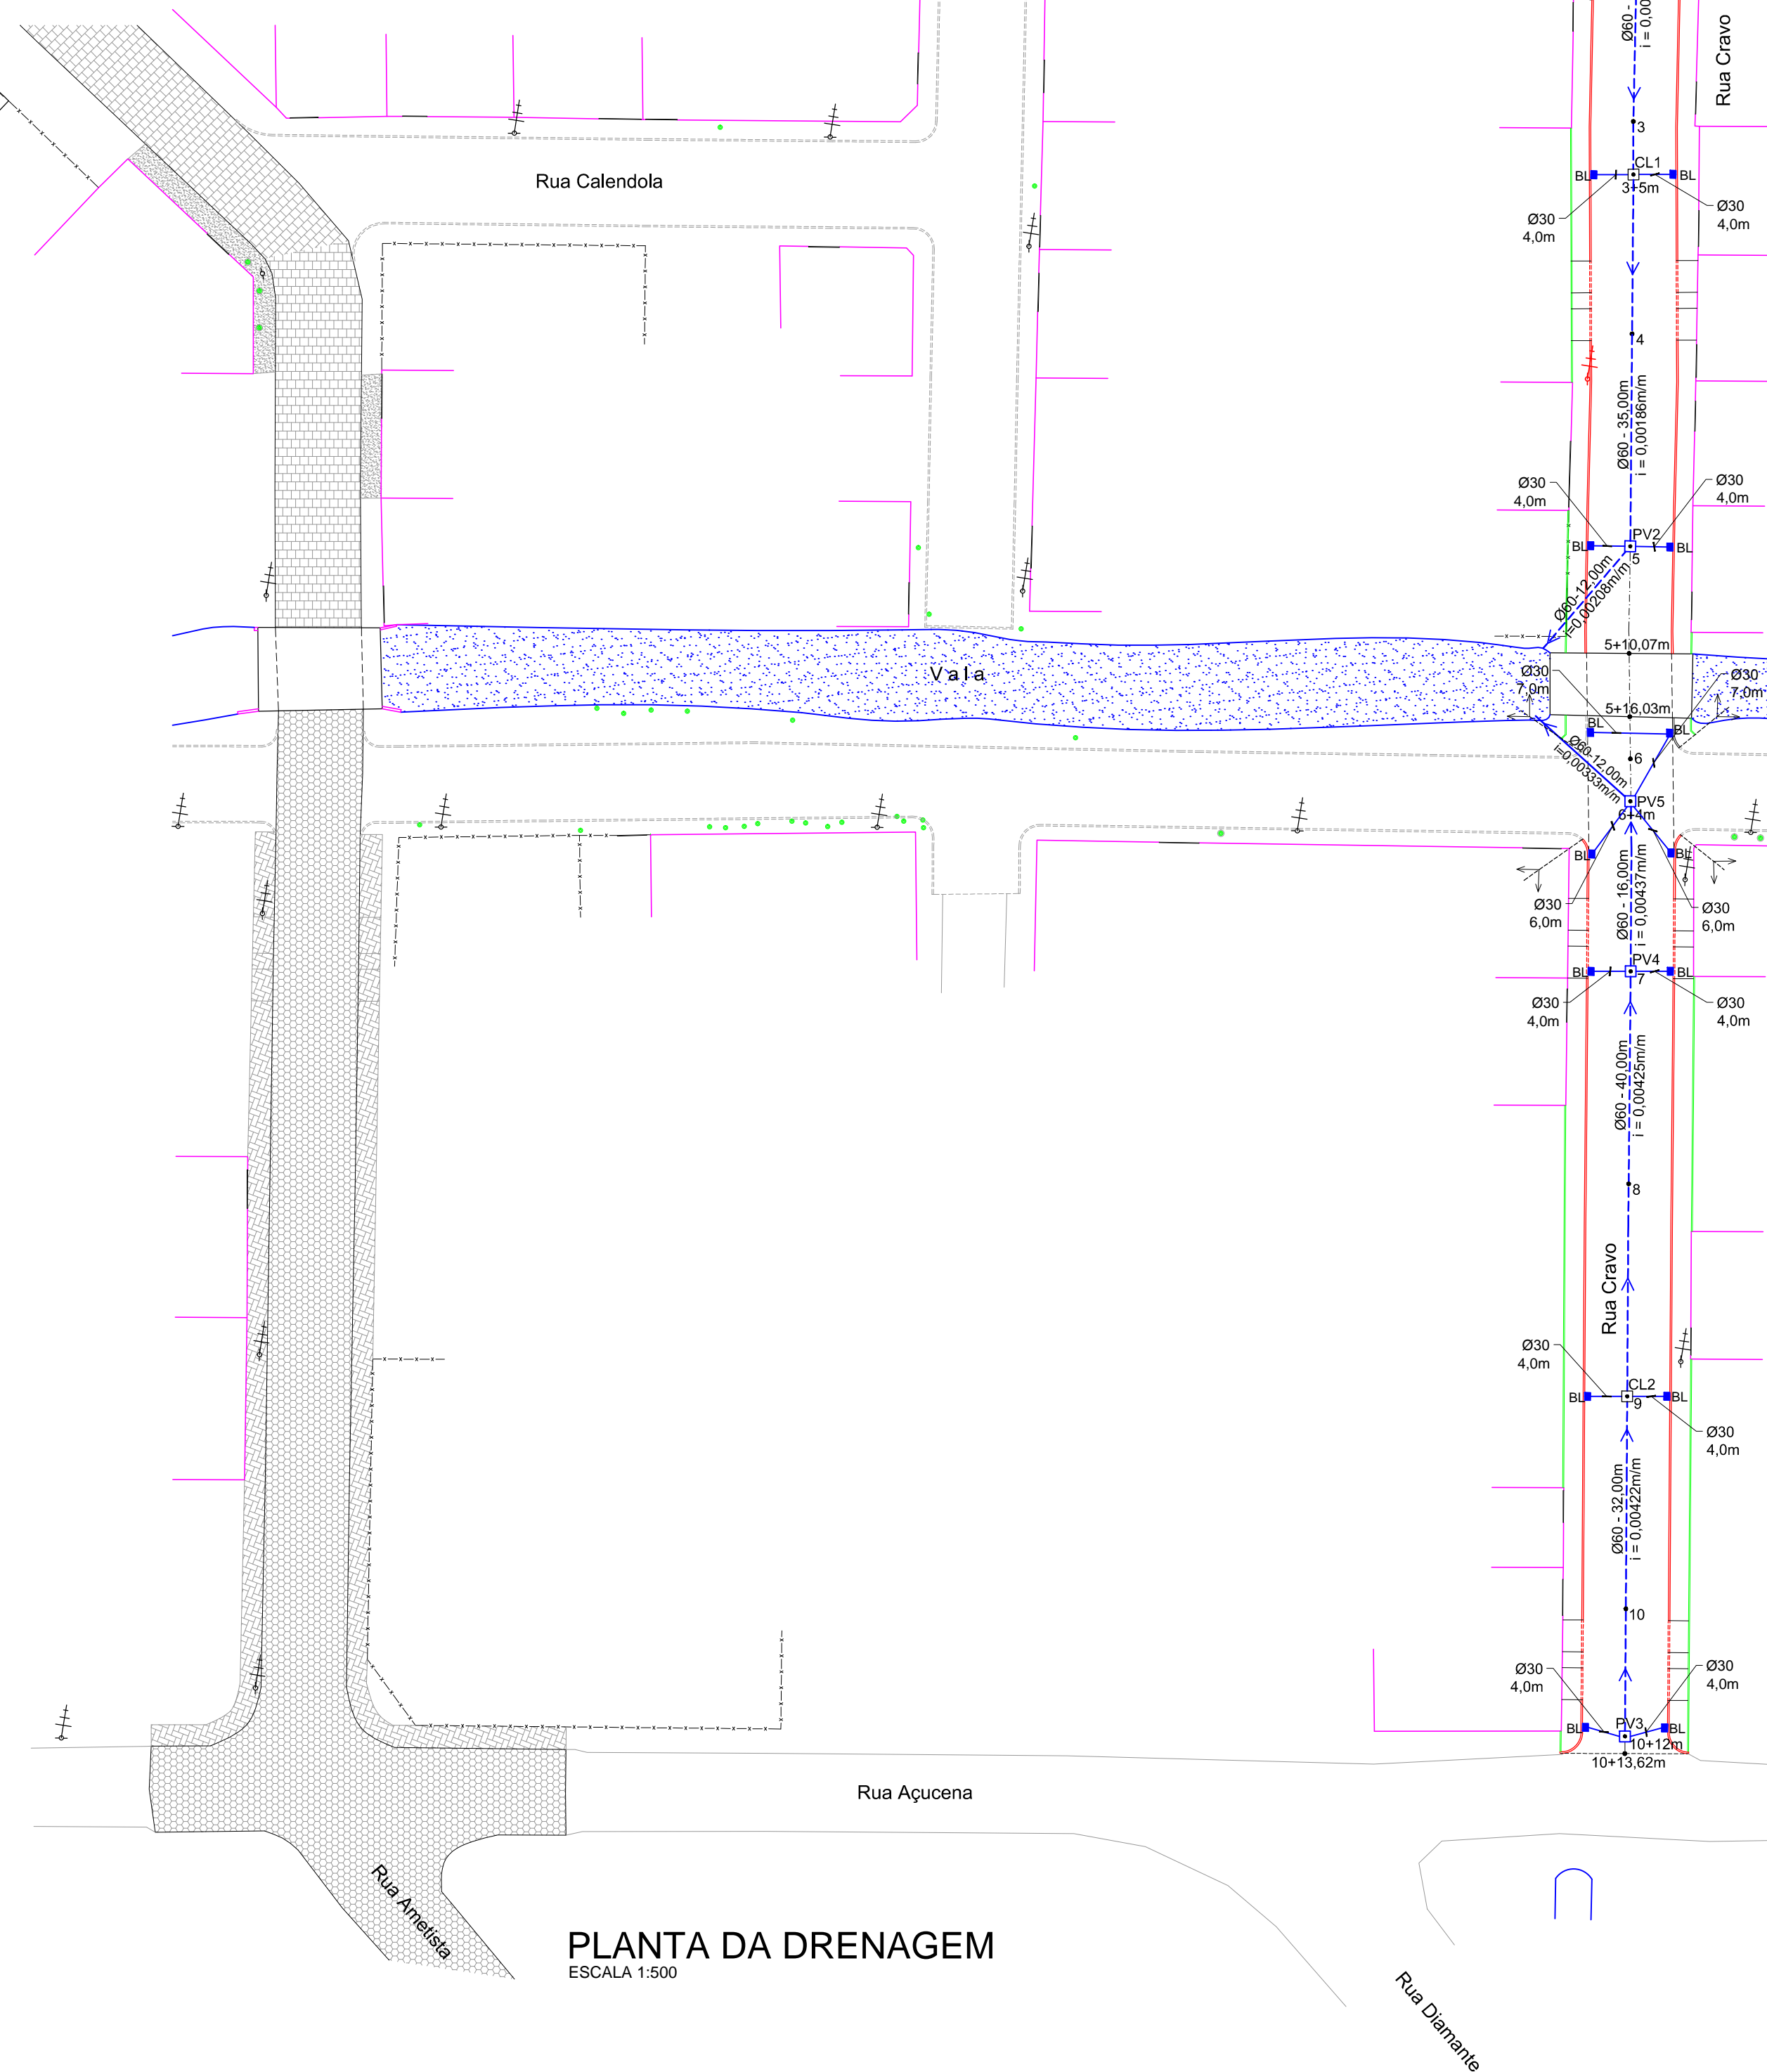 Ø60 -
i = 0,00
Rua Cravo
3
CL1
BL
BL
3+5m
Ø30
4,0m
Ø30
4,0m
Rua Calendola
4
Ø60 - 35,00m
i = 0,00186m/m
Ø30
4,0m
Ø30
4,0m
PV2
BL
BL
5
Ø60-12,00m
i=0,00208m/m
5+10,07m
Vala
Ø30
7,0m
Ø30
7,0m
5+16,03m
BL
BL
Ø60-12,00m
i=0,00333m/m
6
PV5
6+4m
BL
BL
Ø60 - 16,00m
i = 0,00437m/m
Ø30
6,0m
Ø30
6,0m
PV4
BL
BL
7
Ø30
4,0m
Ø30
4,0m
Ø60 - 40,00m
i = 0,00425m/m
8
Rua Cravo
Ø30
4,0m
CL2
BL
BL
9
Ø30
4,0m
Ø60 - 32,00m
i = 0,00422m/m
10
Ø30
4,0m
Ø30
4,0m
PV3
BL
BL
10+12m
10+13,62m
Rua Açucena
Rua Ametista
PLANTA DA DRENAGEM
ESCALA 1:500
Rua Diamante